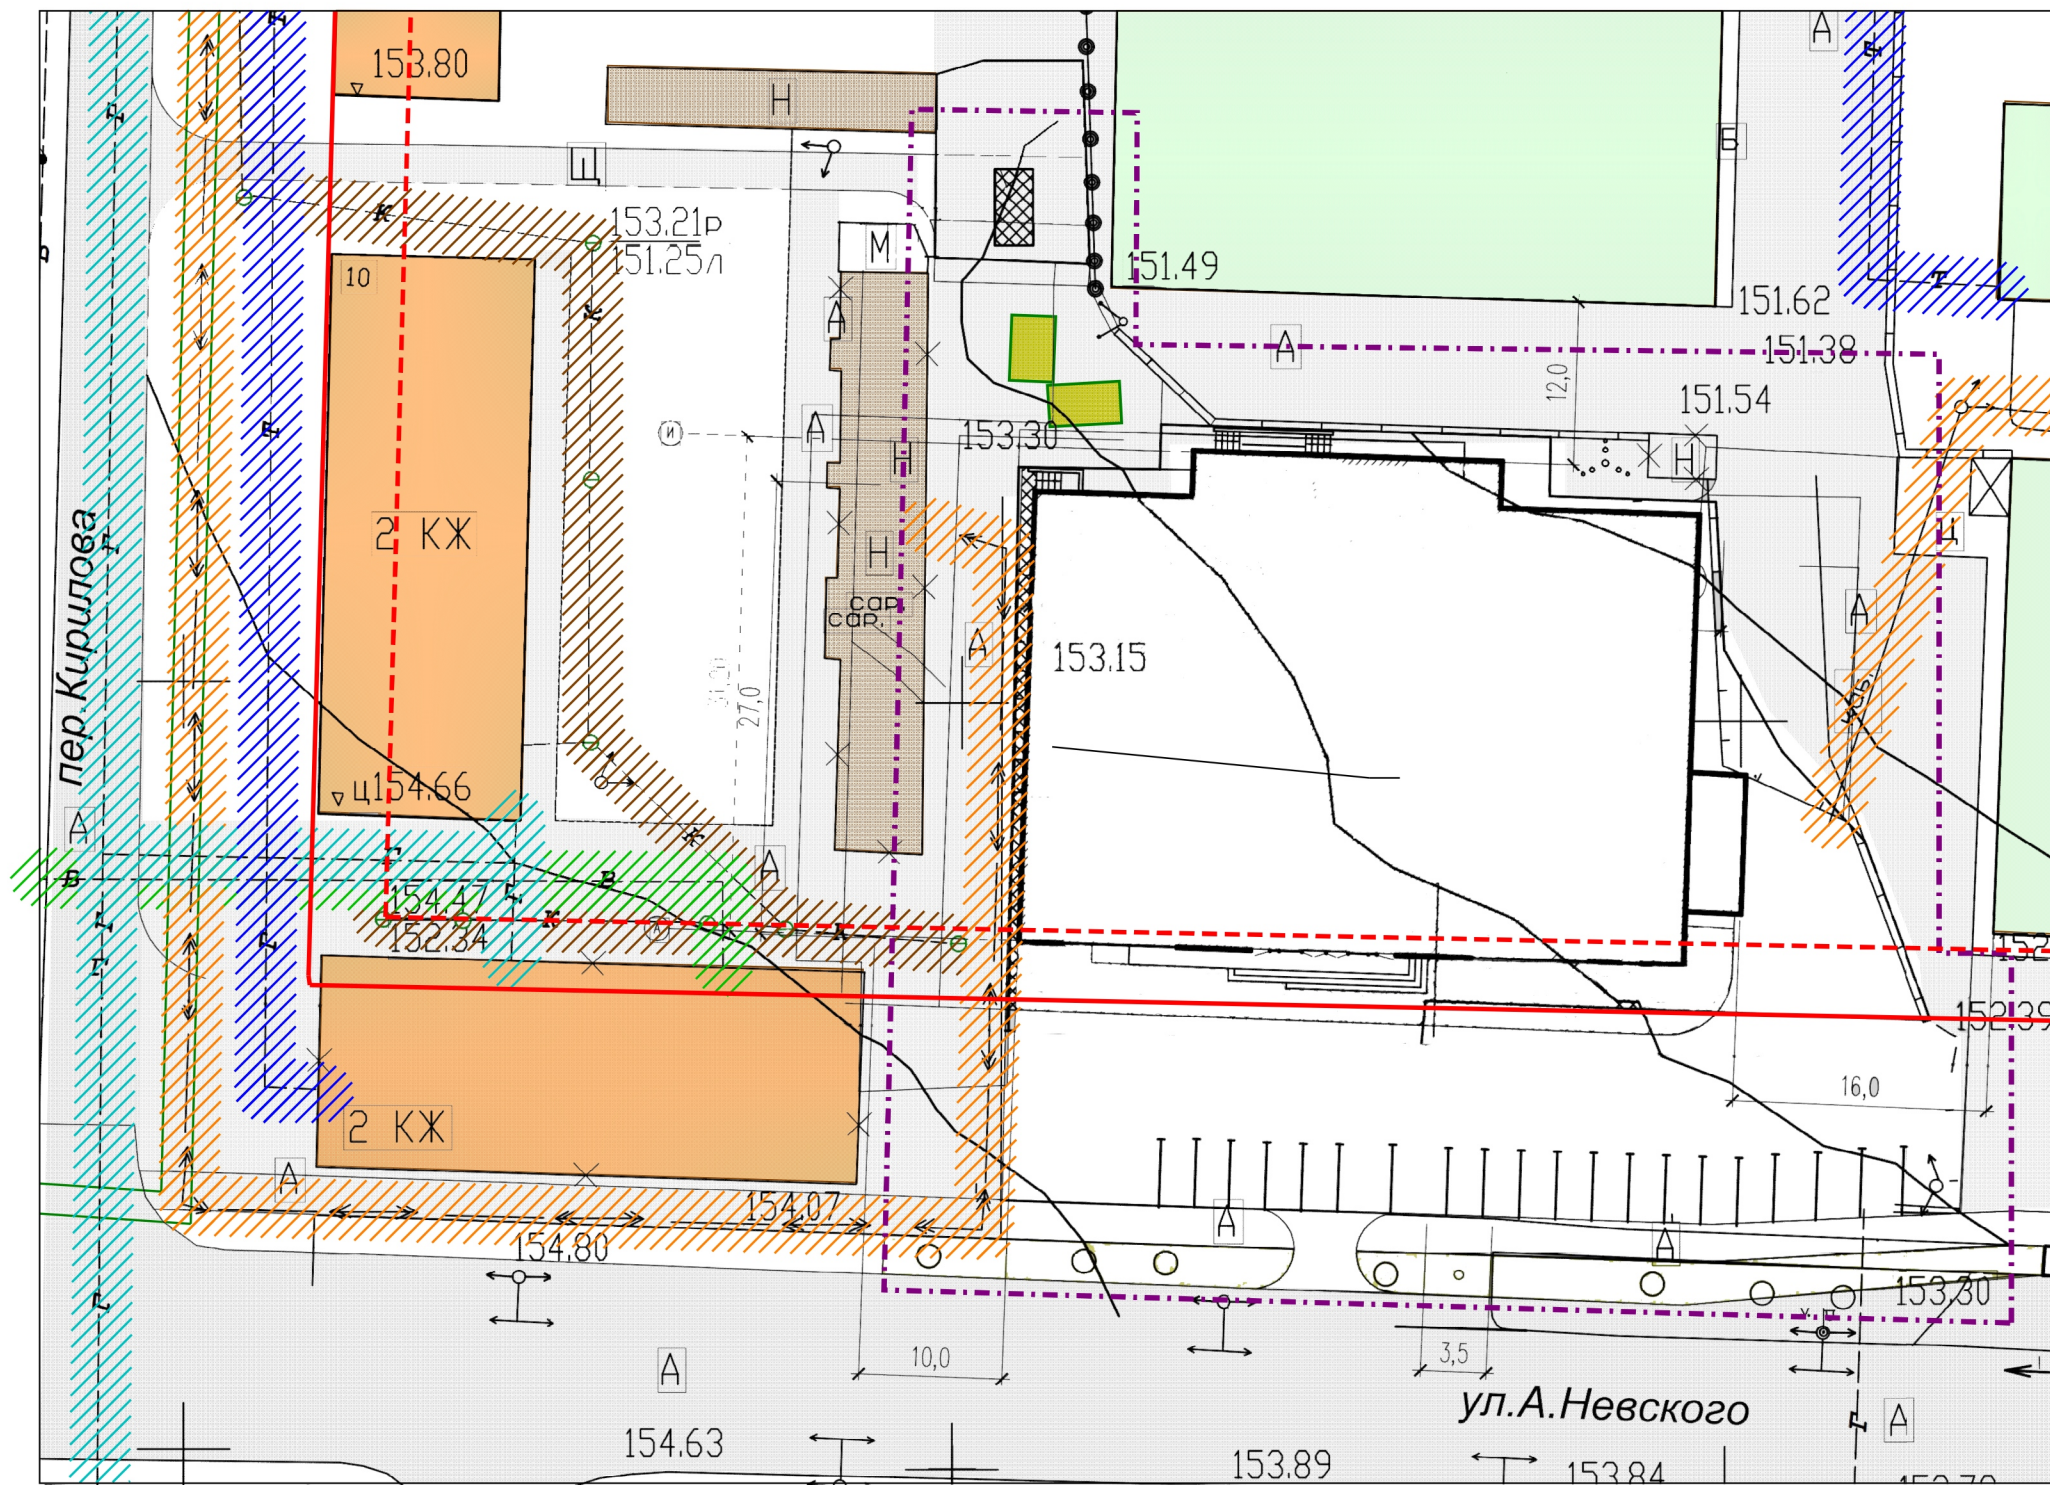 153.80
Н
А
Б
Щ
К
153.21р
151.25л
М
10
151.49
151.62
Т
151.38
А
А
К
12,0
151.54
153.30
А
И
Н
Н
2 КЖ
Н
Д
пер.Кирилова
сар.
сар.
А
А
153.15
27,0
ц154.66
А
К
А
В
В
154.47
152.34
К
К
А
152.39
16,0
2 КЖ
А
154.07
А
А
154.80
153.30
10,0
3,5
А
ул.А.Невского
А
154.63
153.89
153.84